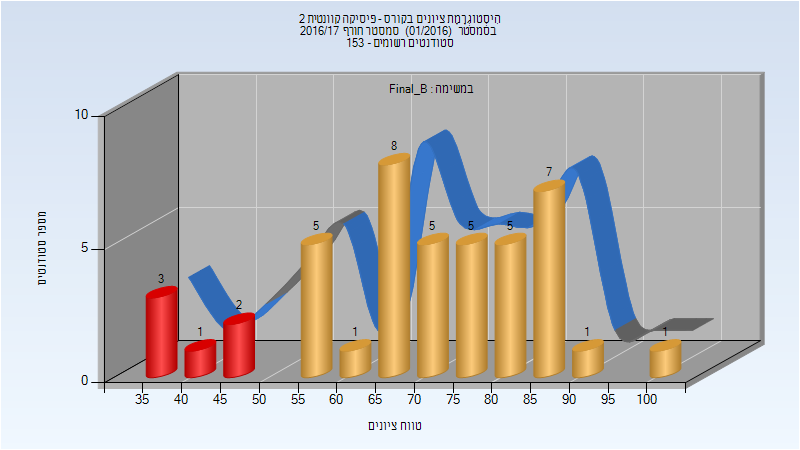 היסטוגרמת ציונים בקורס - פיסיקה קוונטית 2
בסמסטר (01/2016) סמסטר חורף 2016/17
סטודנטים רשומים - 153
במשימה : Final_B
מספר סטודנטים
10
5
0
3
1
2
5
1
8
5
5
5
7
1
1
35 40 45 50 55 60 65 70 75 80 85 90 95 100
טווח ציונים